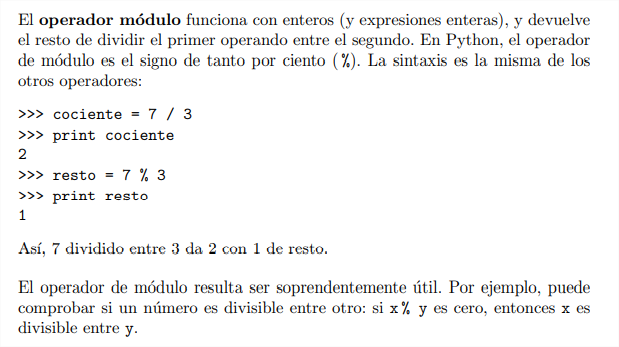 El operador módulo funciona con enteros (y expresiones enteras), y devuelve
el resto de dividir el primer operando entre el segundo. En Python, el operador
de módulo es el signo de tanto por ciento ( %). La sintaxis es la misma de los
otros operadores:
>>> cociente = 7 / 3
>>> print cociente
2
>>> resto = 7 % 3
>>> print resto
1
Así, 7 dividido entre 3 da 2 con 1 de resto.
El operador de módulo resulta ser soprendentemente útil. Por ejemplo, puede
comprobar si un número es divisible entre otro: si x % y es cero, entonces x es
divisible entre y.